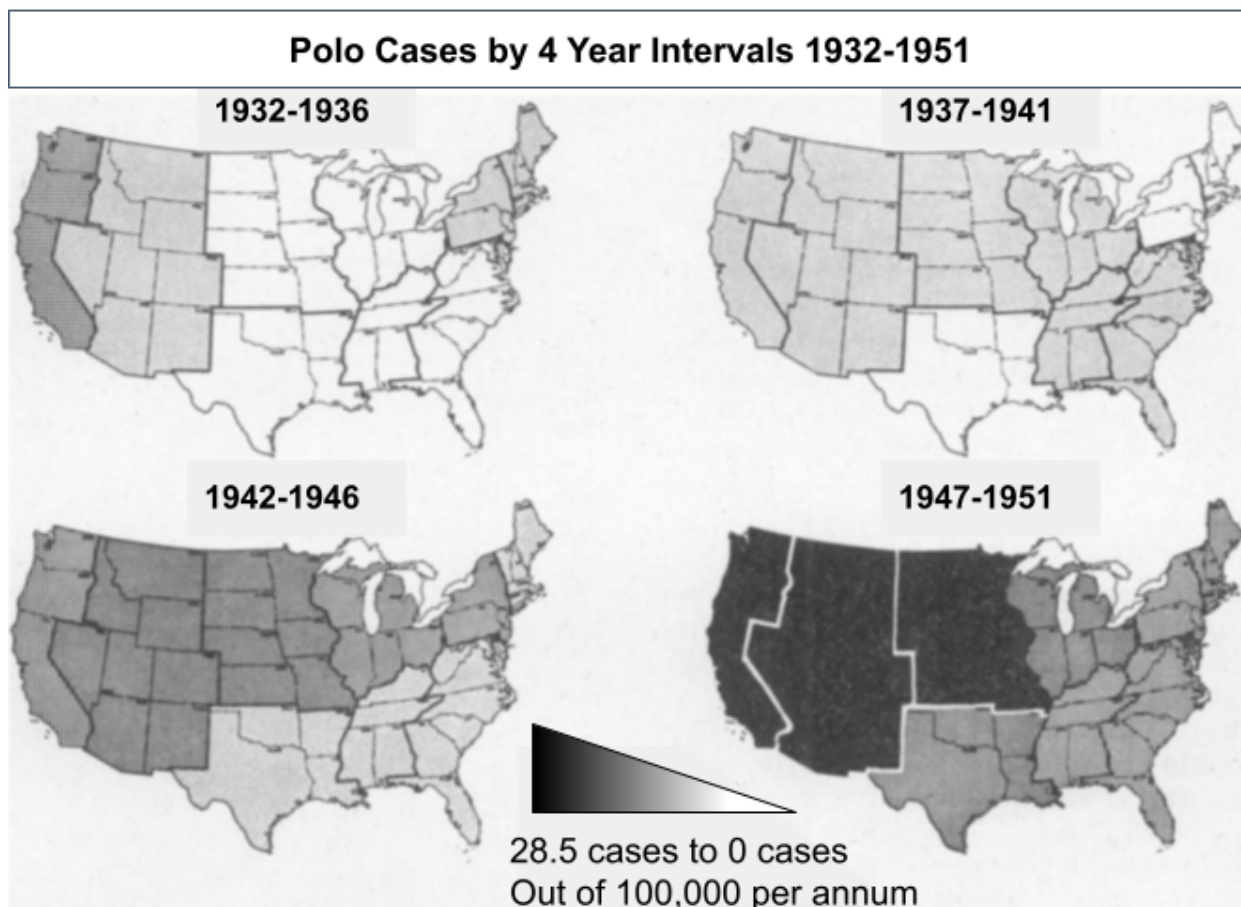 Polo Cases by 4 Year Intervals 1932-1951
1932-1936
1937-1941
1942-1946
1947-1951
28.5 cases to 0 cases
Out of 100,000 per annum